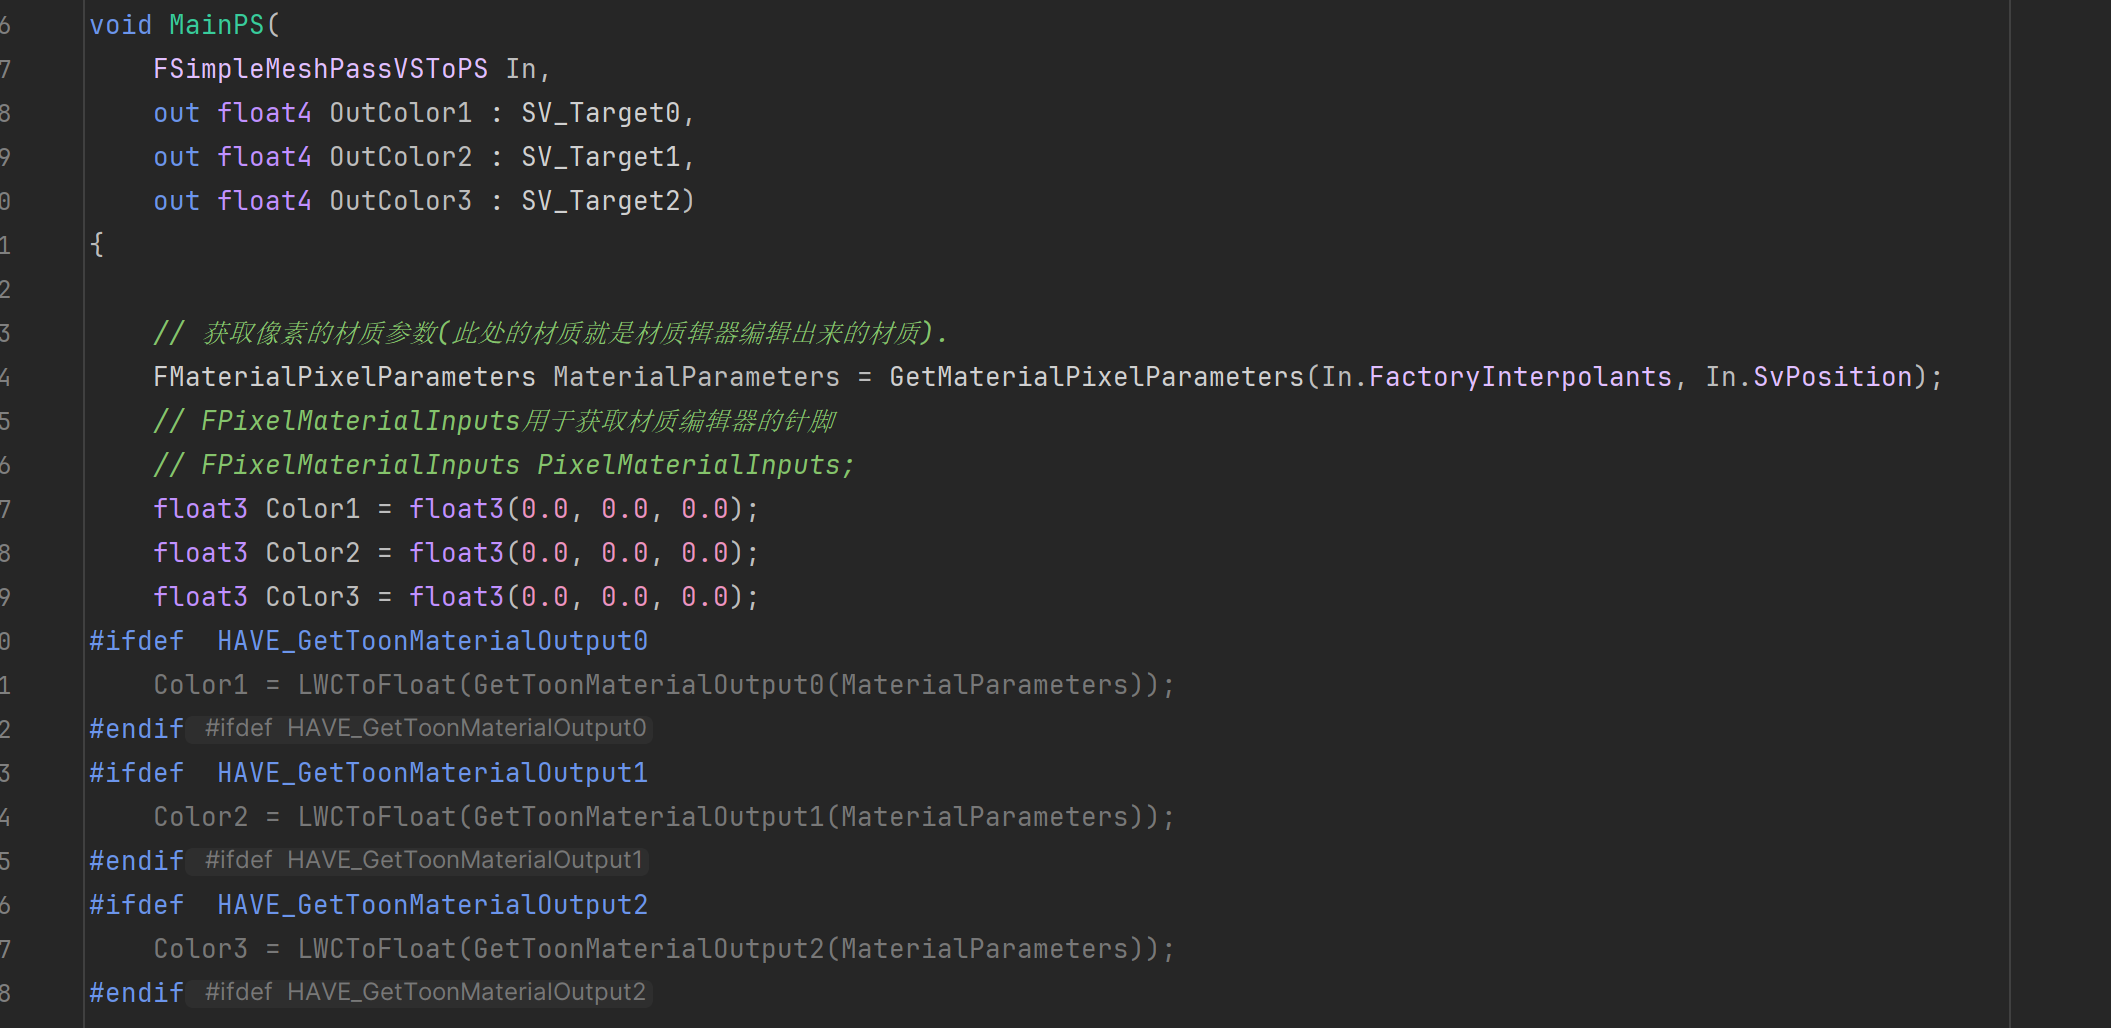 6 void MainPS(
7 FSimpleMeshPassVSToPS In,
8 out float4 OutColor1 : SV_Target0,
9 out float4 OutColor2 : SV_Target1,
0 out float4 OutColor3 : SV_Target2)
1 {
2
3 // 获取像素的材质参数(此处的材质就是材质辑器编辑出来的材质).
4 FMaterialPixelParameters MaterialParameters = GetMaterialPixelParameters(In.FactoryInterpolants, In.SvPosition);
5 // FPixelMaterialInputs用于获取材质编辑器的针脚
6 // FPixelMaterialInputs PixelMaterialInputs;
7 float3 Color1 = float3(0.0, 0.0, 0.0);
8 float3 Color2 = float3(0.0, 0.0, 0.0);
9 float3 Color3 = float3(0.0, 0.0, 0.0);
0 #ifdef  HAVE_GetToonMaterialOutput0
1 Color1 = LWCToFloat(GetToonMaterialOutput0(MaterialParameters));
2 #endif #ifdef HAVE_GetToonMaterialOutput0
3 #ifdef  HAVE_GetToonMaterialOutput1
4 Color2 = LWCToFloat(GetToonMaterialOutput1(MaterialParameters));
5 #endif #ifdef HAVE_GetToonMaterialOutput1
6 #ifdef  HAVE_GetToonMaterialOutput2
7 Color3 = LWCToFloat(GetToonMaterialOutput2(MaterialParameters));
8 #endif #ifdef HAVE_GetToonMaterialOutput2